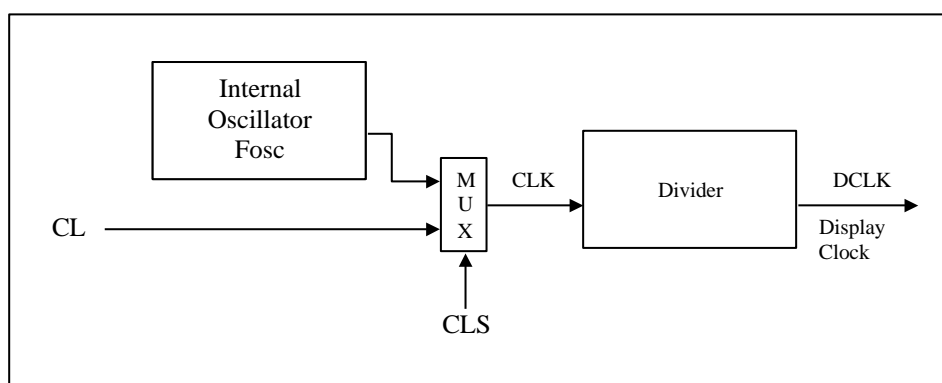 Internal
Oscillator
Fosc
M
U
X
CLK
Divider
DCLK
Display
Clock
CL
CLS